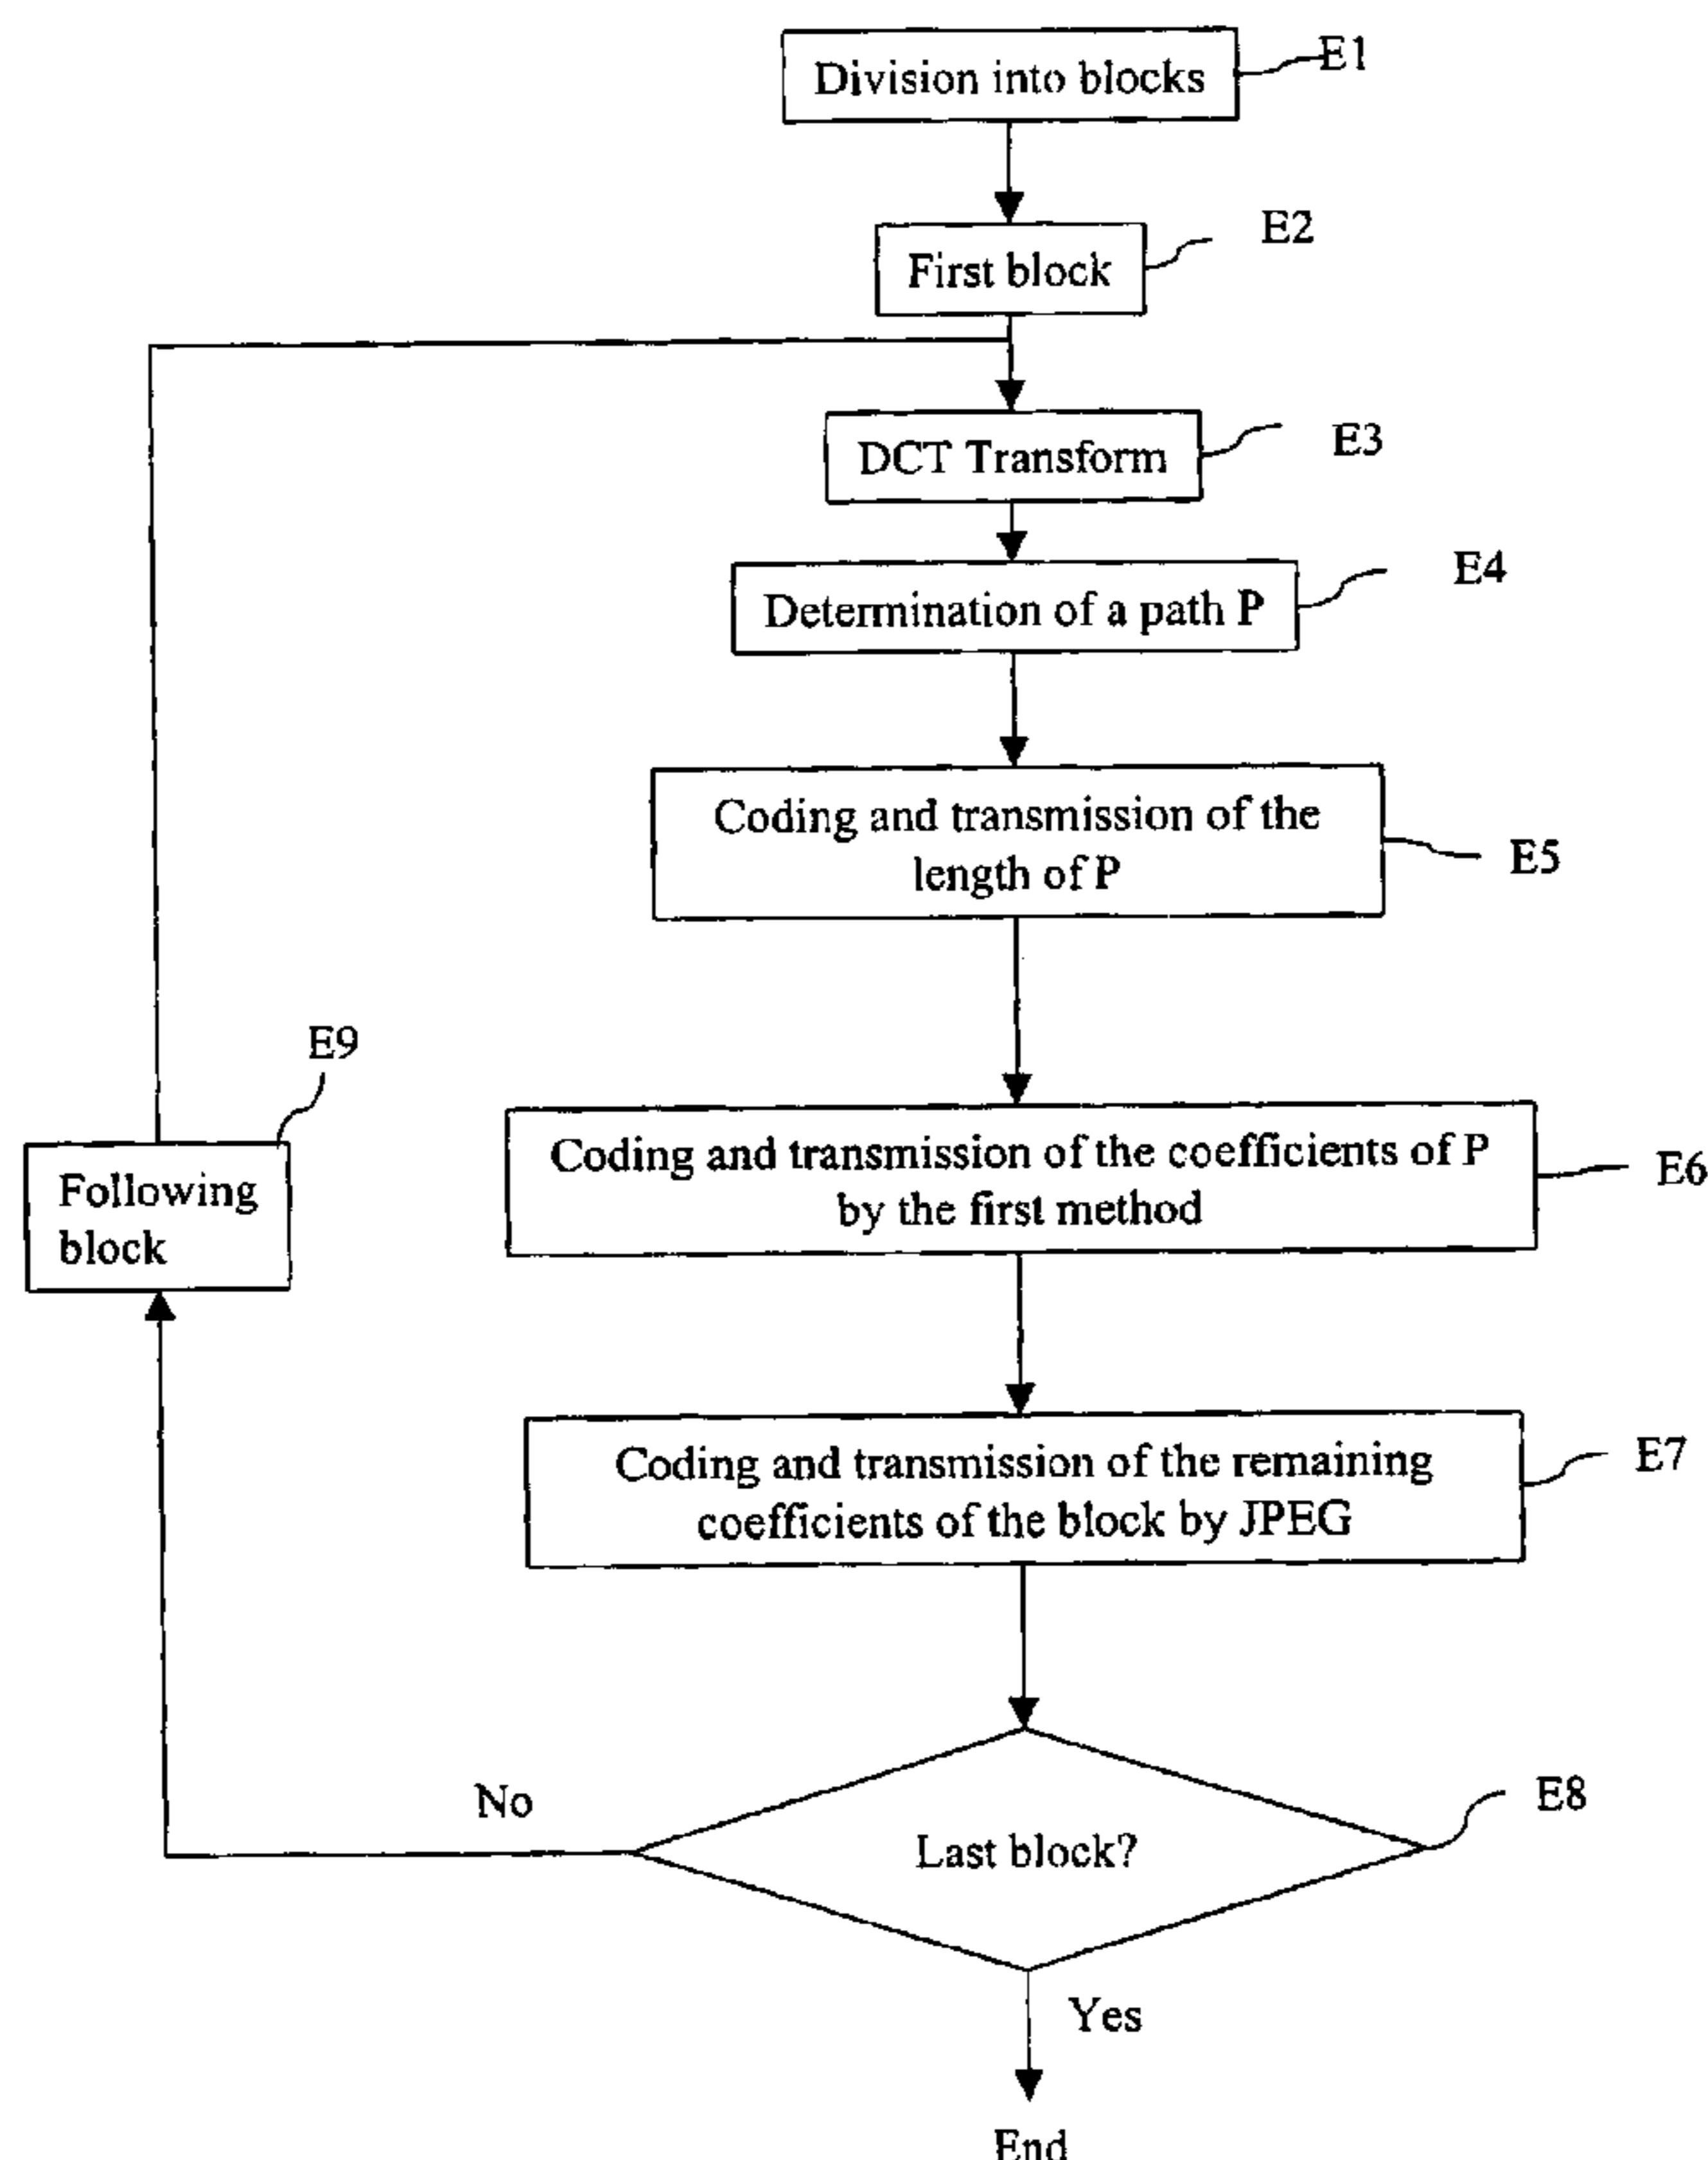 Division into blocks
E1
First block
E2
DCT Transform
E3
Determination of a path P
E4
Coding and transmission of the
length of P
E5
Coding and transmission of the coefficients of P
by the first method
E6
E9
Following
block
Coding and transmission of the remaining
coefficients of the block by JPEG
E7
No
Last block?
E8
Yes
End